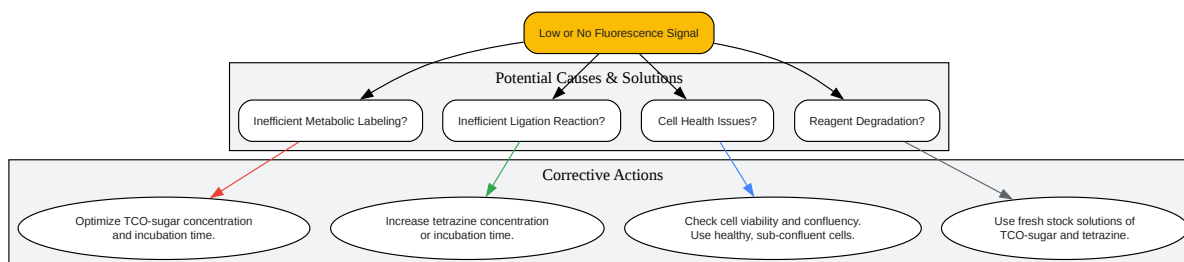 Low or No Fluorescence Signal
Potential Causes & Solutions
Inefficient Metabolic Labeling?
Inefficient Ligation Reaction?
Cell Health Issues?
Reagent Degradation?
Corrective Actions
Optimize TCO-sugar concentration
and incubation time.
Increase tetrazine concentration
or incubation time.
Check cell viability and confluency.
Use healthy, sub-confluent cells.
Use fresh stock solutions of
TCO-sugar and tetrazine.